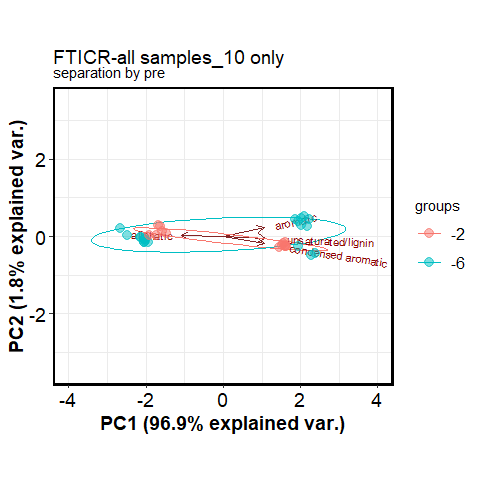 FTICR-all samples_10 only
separation by pre
PC2 (1.8% explained var.)
2
0
-2
aromatic
unsaturated/lignin
condensed aromatic
groups
-2
-6
-4
-2
0
2
4
PC1 (96.9% explained var.)